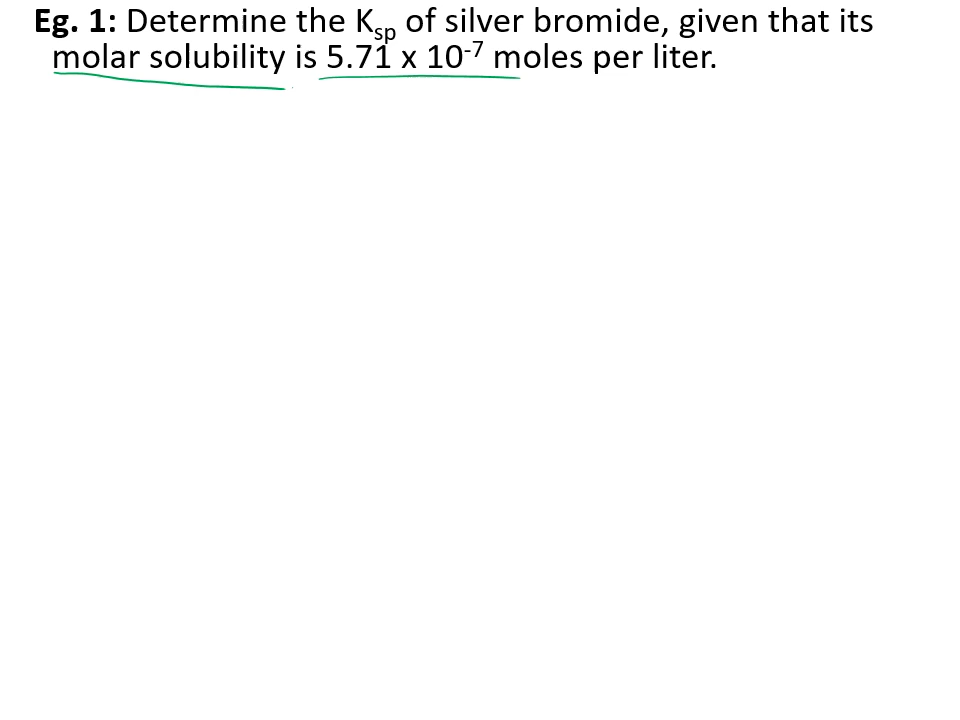 Eg. 1: Determine the Ksp of silver bromide, given that its
molar solubility is 5.71 x 10-7 moles per liter.